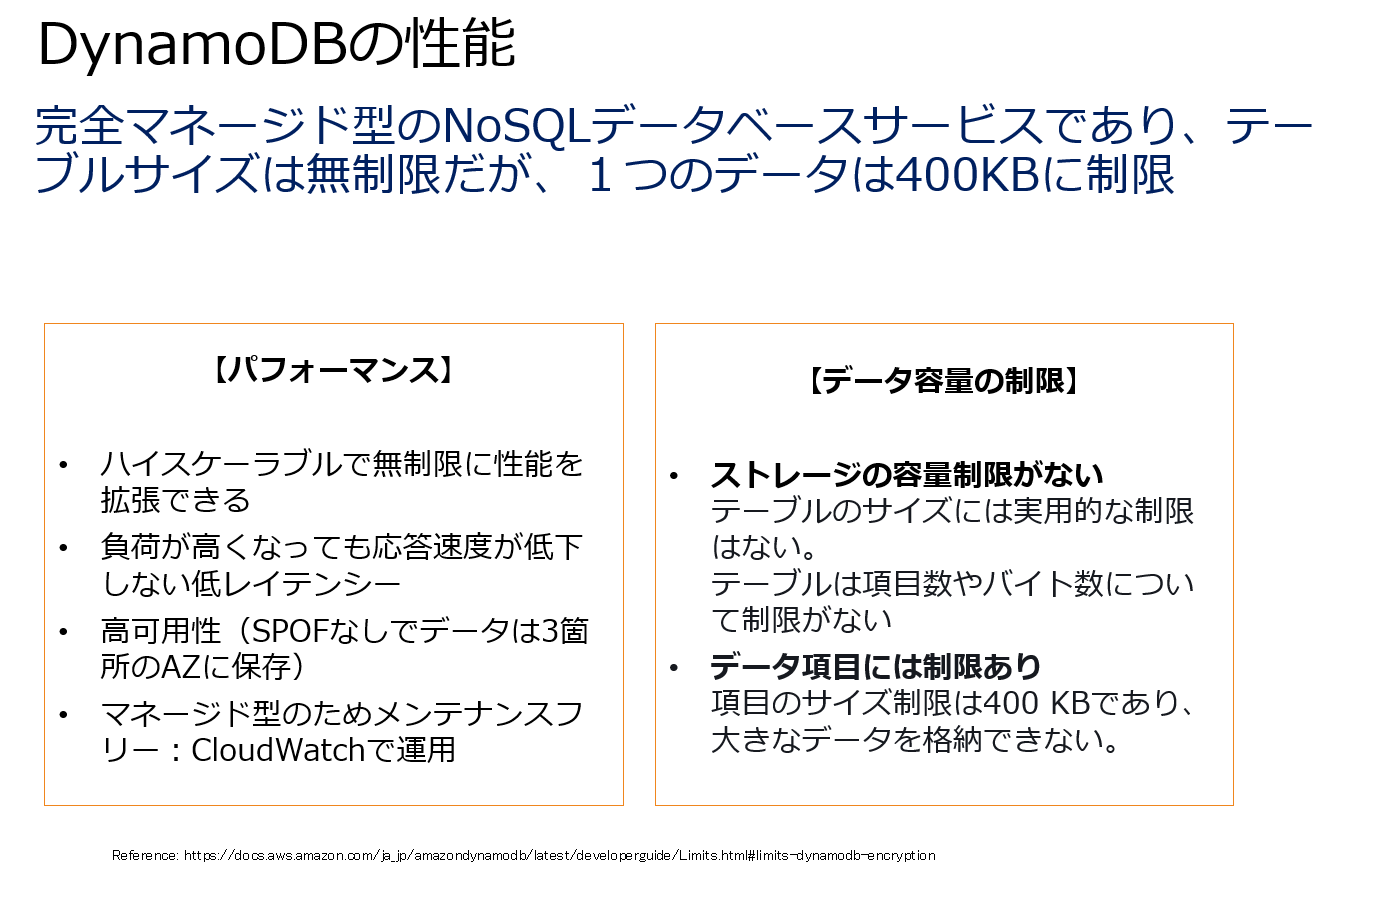 DynamoDBの性能
完全マネージド型のNoSQLデータベースサービスであり、テー
ブルサイズは無制限だが、１つのデータは400KBに制限
【パフォーマンス】
• ハイスケーラブルで無制限に性能を
拡張できる
• 負荷が高くなっても応答速度が低下
しない低レイテンシー
• 高可用性（SPOFなしでデータは3箇
所のAZに保存）
• マネージド型のためメンテナンスフ
リー：CloudWatchで運用
【データ容量の制限】
• ストレージの容量制限がない
テーブルのサイズには実用的な制限
はない。
テーブルは項目数やバイト数につい
て制限がない
• データ項目には制限あり
項目のサイズ制限は400 KBであり、
大きなデータを格納できない。
Reference: https://docs.aws.amazon.com/ja_jp/amazondynamodb/latest/developerguide/Limits.html#limits-dynamodb-encryption